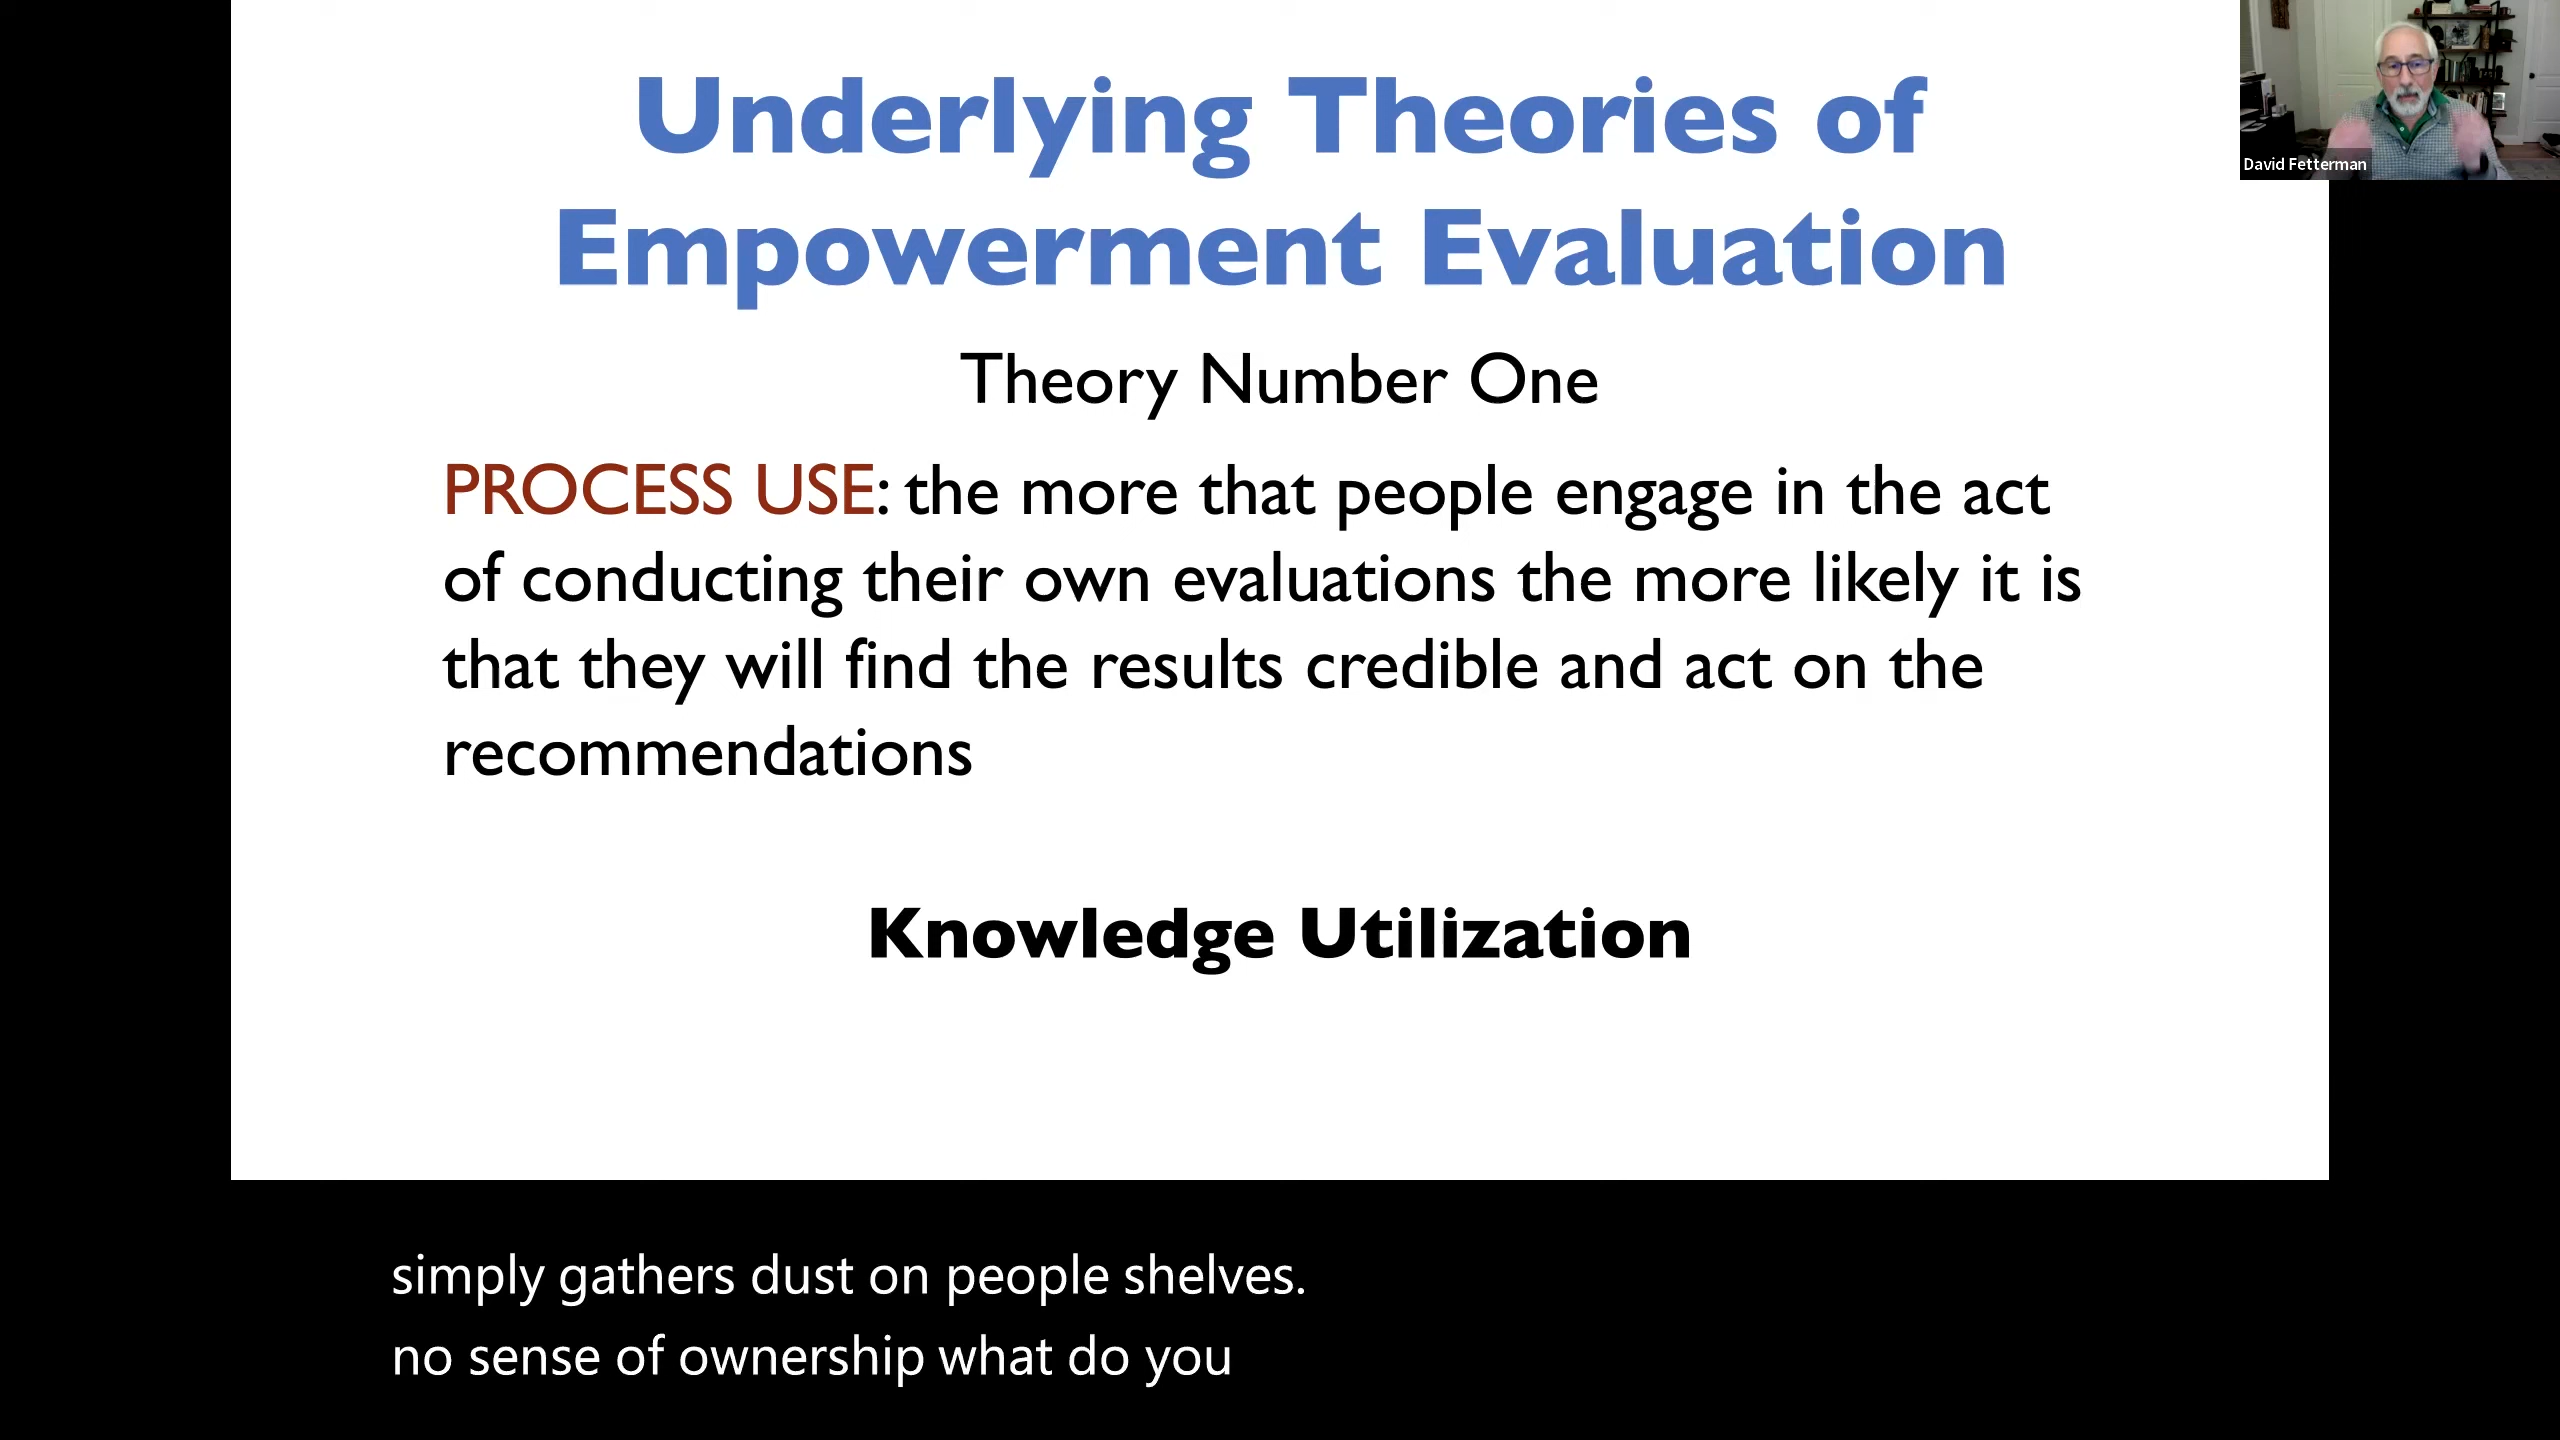 Underlying Theories of
Empowerment Evaluation
Theory Number One
PROCESS USE: the more that people engage in the act
of conducting their own evaluations the more likely it is
that they will find the results credible and act on the
recommendations
Knowledge Utilization
David Fetterman
simply gathers dust on people shelves.
no sense of ownership what do you